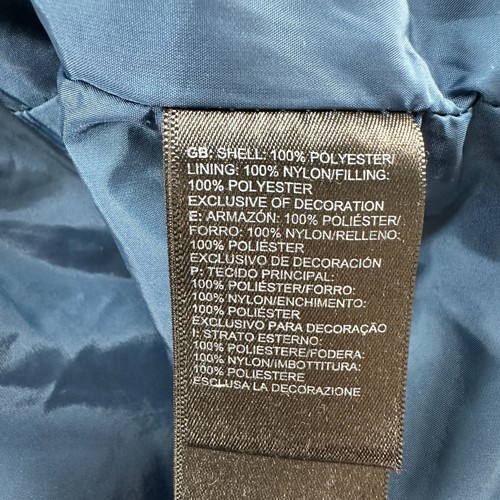 GB: SHELL: 100% POLYESTER/
LINING: 100% NYLON/FILLING:
100% POLYESTER
EXCLUSIVE OF DECORATION
E: ARMAZÓN: 100% POLIÉSTER/
FORRO: 100% NYLON/RELLENO:
100% POLIÉSTER
EXCLUSIVO DE DECORACIÓN
P: TECIDO PRINCIPAL:
100% POLIÉSTER/FORRO:
100% NYLON/ENCHIMENTO:
100% POLIÉSTER
EXCLUSIVO PARA DECORAÇÃO
I: STRATO ESTERNO:
100% POLIESTERE/FODERA:
100% NYLON/IMBOTTITURA:
100% POLIESTERE
ESCLUSA LA DECORAZIONE